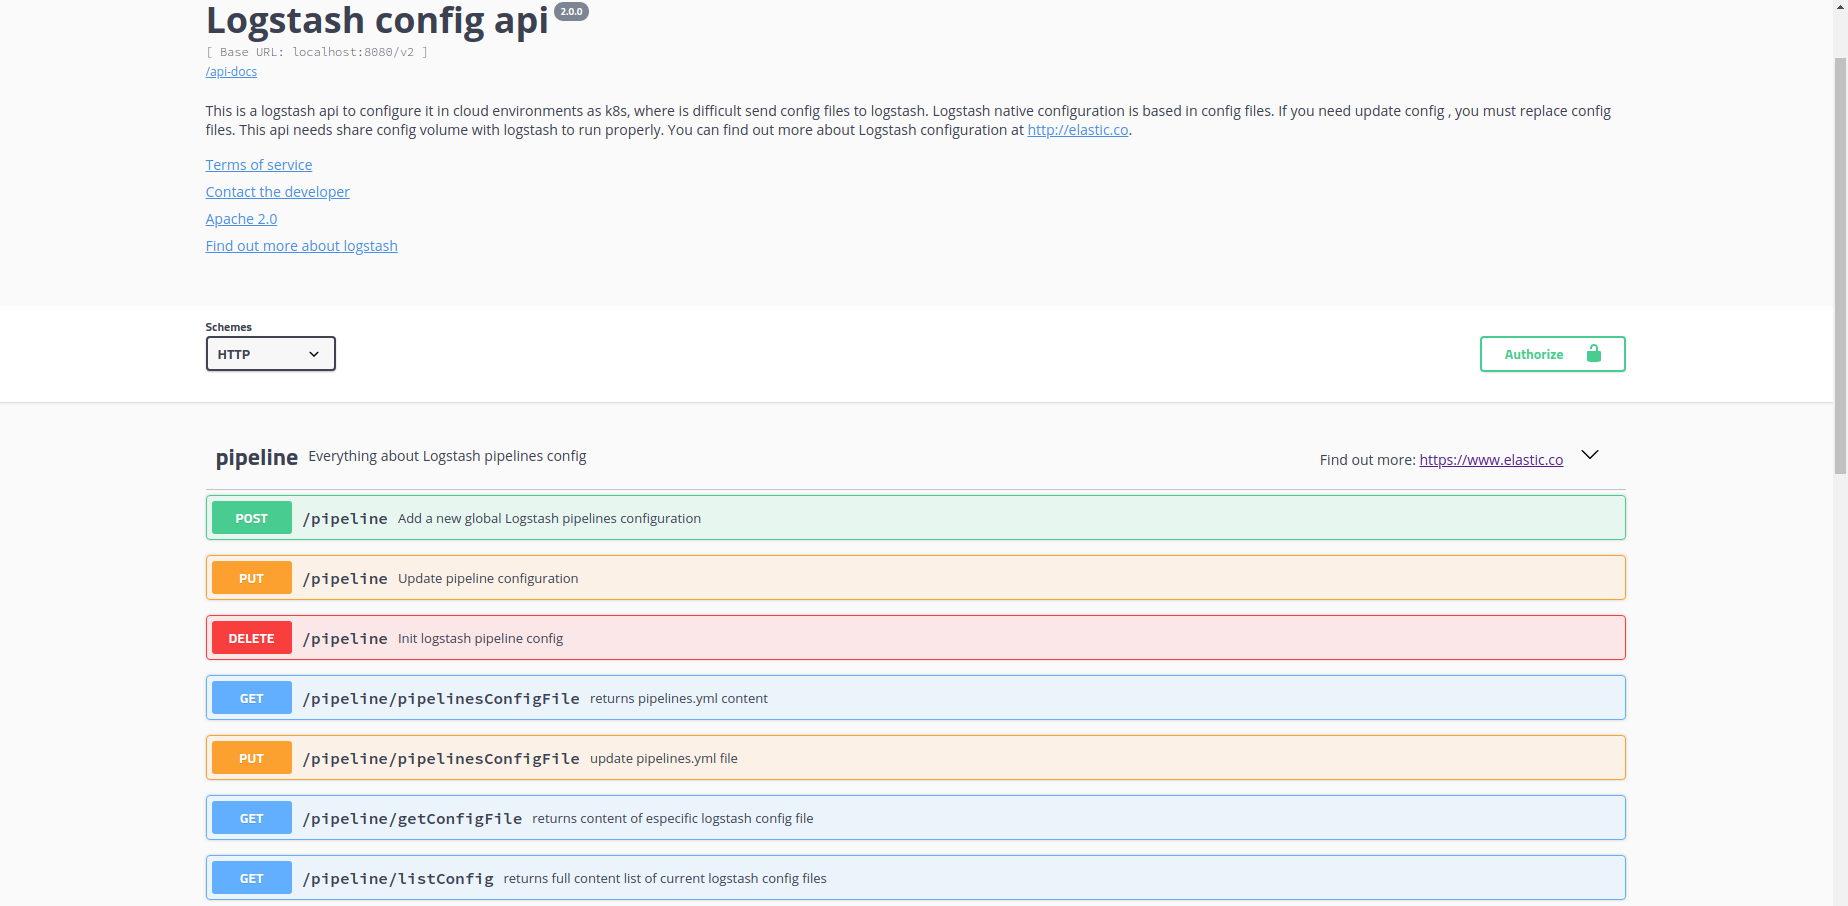 Logstash config api 2.0.0
[ Base URL: localhost:8080/v2 ]
/api-docs
This is a logstash api to configure it in cloud environments as k8s, where is difficult send config files to logstash. Logstash native configuration is based in config files. If you need update config , you must replace config
files. This api needs share config volume with logstash to run properly. You can find out more about Logstash configuration at http://elastic.co.
Terms of service
Contact the developer
Apache 2.0
Find out more about logstash
Schemes
HTTP
Authorize
pipeline Everything about Logstash pipelines config
Find out more: https://www.elastic.co
POST /pipeline Add a new global Logstash pipelines configuration
PUT /pipeline Update pipeline configuration
DELETE /pipeline Init logstash pipeline config
GET /pipeline/pipelinesConfigFile returns pipelines.yml content
PUT /pipeline/pipelinesConfigFile update pipelines.yml file
GET /pipeline/getConfigFile returns content of especific logstash config file
GET /pipeline/listConfig returns full content list of current logstash config files